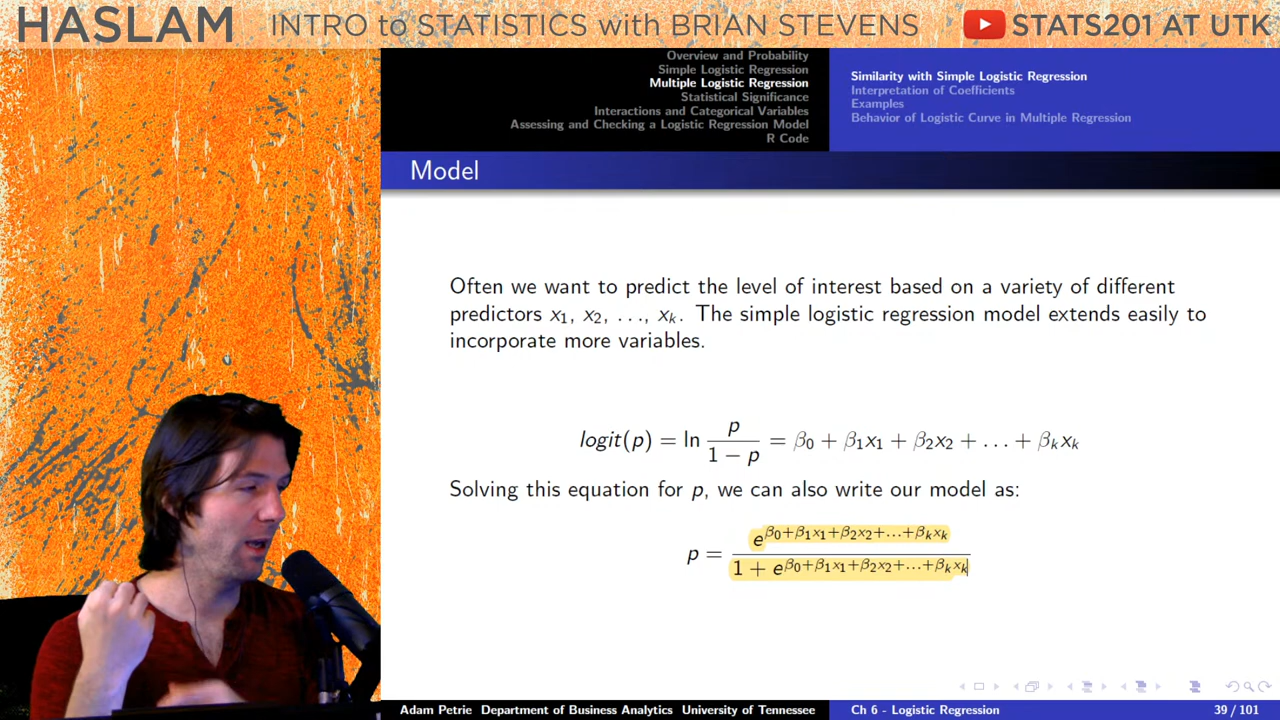 HASLAM INTRO to STATISTICS with BRIAN STEVENS STATS201 AT UTK
Overview and Probability
Simple Logistic Regression
Multiple Logistic Regression
Statistical Significance
Interactions and Categorical Variables
Assessing and Checking a Logistic Regression Model
R Code
Similarity with Simple Logistic Regression
Interpretation of Coefficients
Examples
Behavior of Logistic Curve in Multiple Regression
Model
Often we want to predict the level of interest based on a variety of different
predictors x₁, x₂, ..., xₖ. The simple logistic regression model extends easily to
incorporate more variables.
logit(p) = ln p/(1 − p) = β₀ + β₁x₁ + β₂x₂ + ... + βₖxₖ
Solving this equation for p, we can also write our model as:
p = e^(β₀+β₁x₁+β₂x₂+...+βₖxₖ) / (1 + e^(β₀+β₁x₁+β₂x₂+...+βₖxₖ))
Adam Petrie Department of Business Analytics University of Tennessee Ch 6 - Logistic Regression 39 / 101